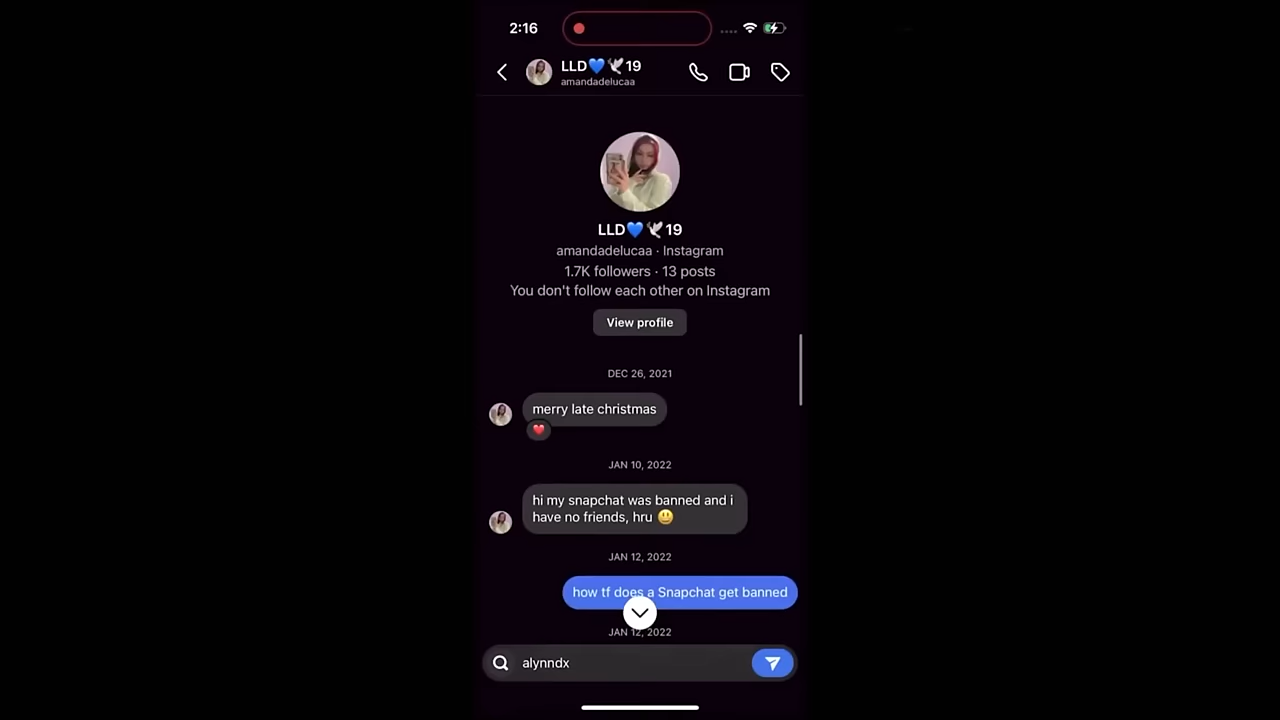 2:16
LLD💙🕊19
amandadelucaa
LLD💙🕊19
amandadelucaa · Instagram
1.7K followers · 13 posts
You don't follow each other on Instagram
View profile
DEC 26, 2021
merry late christmas
❤️
JAN 10, 2022
hi my snapchat was banned and i
have no friends, hru 😃
JAN 12, 2022
how tf does a Snapchat get banned
JAN 12, 2022
alynndx